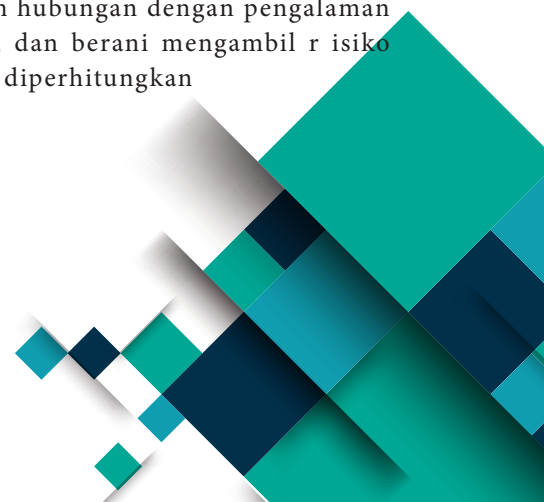 hubungan dengan pengalaman
dan berani mengambil r isiko
diperhitungkan